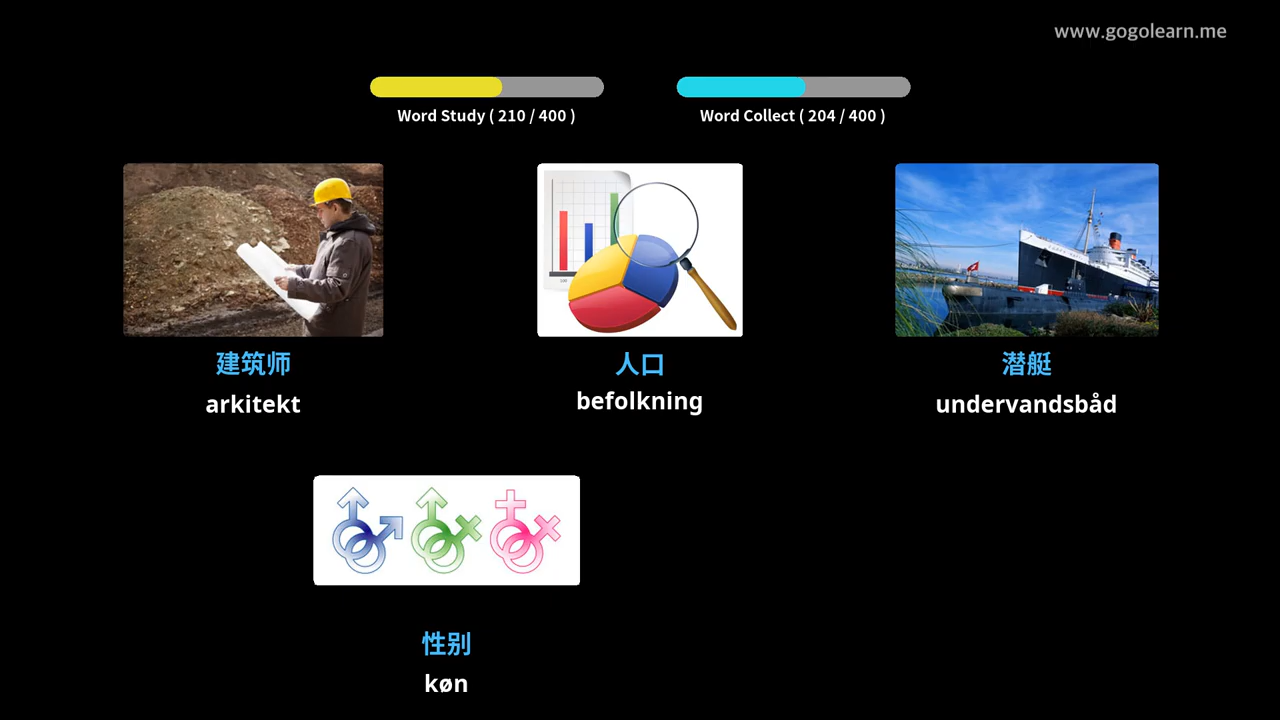 www.gogolearn.me
Word Study ( 210 / 400 )
Word Collect ( 204 / 400 )
建筑师
arkitekt
人口
befolkning
潜艇
undervandsbåd
性别
køn